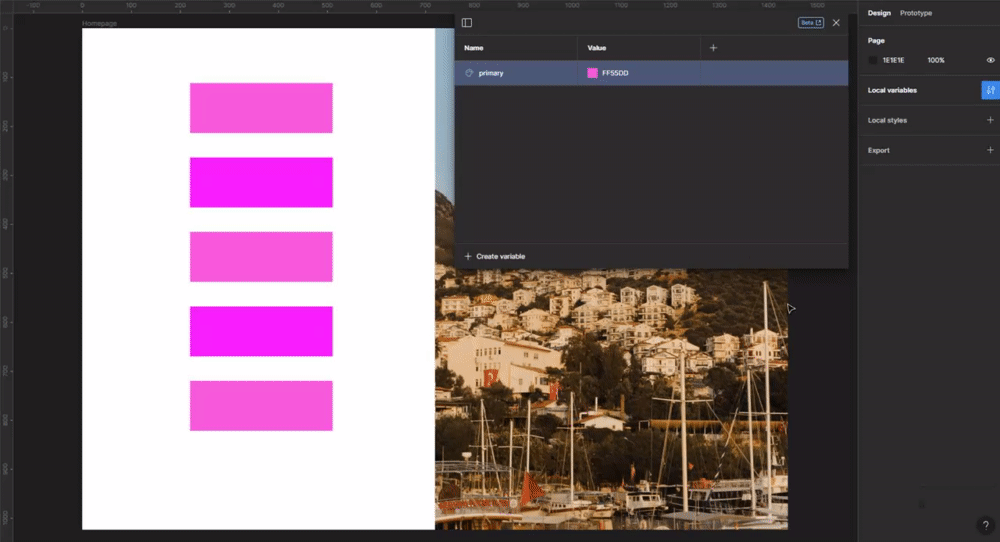 -100 0 100 200 300 400 500 600 700 800 900 1000 1100 1200 1300 1400 1500
Homepage
Beta
Name Value
primary FF55DD
Create variable
Design Prototype
Page
1E1E1E 100%
Local variables
Local styles
Export
?
0
100
200
300
400
500
600
700
800
900
1000